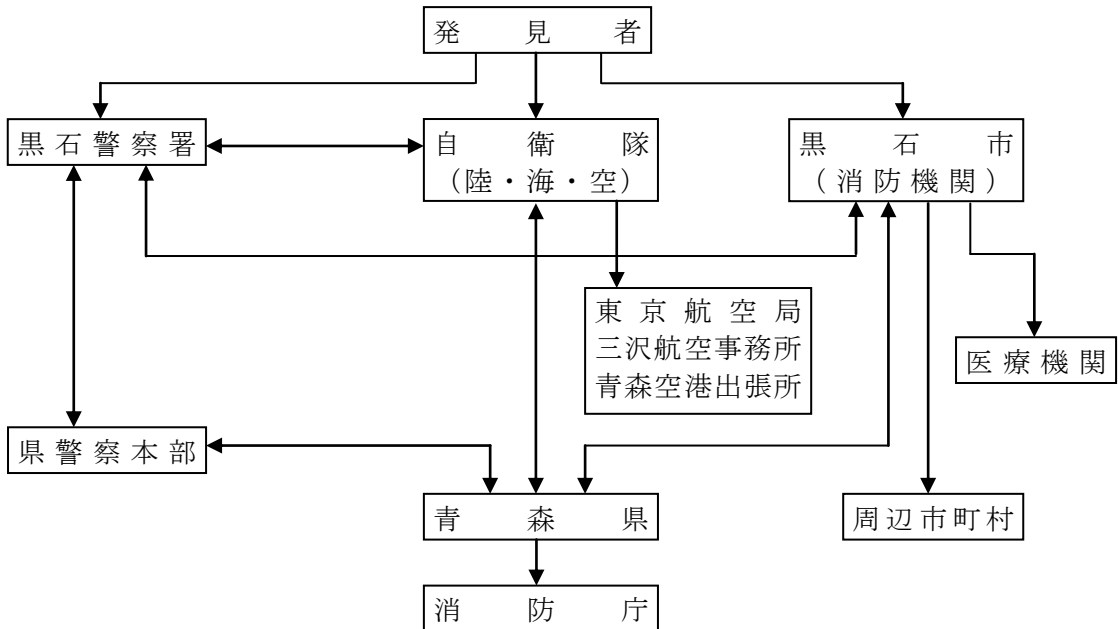 発見者
黒石警察署
自衛隊
（陸・海・空）
黒石市
（消防機関）
東京航空局
三沢航空事務所
青森空港出張所
医療機関
県警察本部
青森県
周辺市町村
消防庁